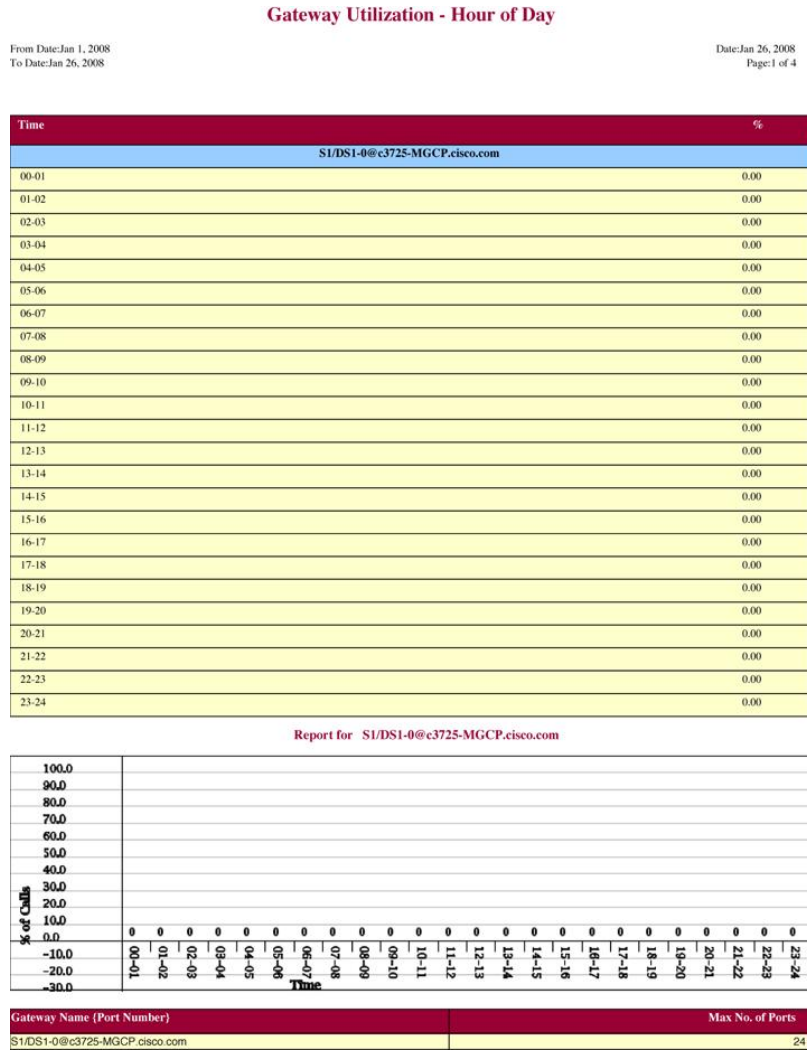 Gateway Utilization - Hour of Day
From Date:Jan 1, 2008
Date:Jan 26, 2008
To Date:Jan 26, 2008
Page:1 of 4
Time %
S1/DS1-0@c3725-MGCP.cisco.com
00-01 0.00
01-02 0.00
02-03 0.00
03-04 0.00
04-05 0.00
05-06 0.00
06-07 0.00
07-08 0.00
08-09 0.00
09-10 0.00
10-11 0.00
11-12 0.00
12-13 0.00
13-14 0.00
14-15 0.00
15-16 0.00
16-17 0.00
17-18 0.00
18-19 0.00
19-20 0.00
20-21 0.00
21-22 0.00
22-23 0.00
23-24 0.00
Report for S1/DS1-0@c3725-MGCP.cisco.com
% of Calls
100.0
90.0
80.0
70.0
60.0
50.0
40.0
30.0
20.0
10.0
0.0
-10.0
-20.0
-30.0
0 0 0 0 0 0 0 0 0 0 0 0 0 0 0 0 0 0 0 0 0 0 0 0
00-01 01-02 02-03 03-04 04-05 05-06 06-07 07-08 08-09 09-10 10-11 11-12 12-13 13-14 14-15 15-16 16-17 17-18 18-19 19-20 20-21 21-22 22-23 23-24
Time
Gateway Name {Port Number} Max No. of Ports
S1/DS1-0@c3725-MGCP.cisco.com 24